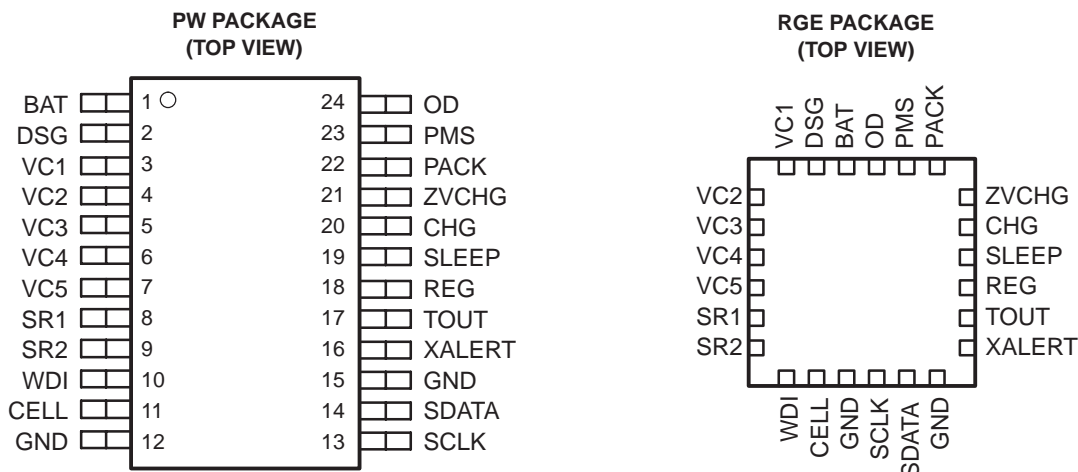 PW PACKAGE
(TOP VIEW)
BAT 1 24 OD
DSG 2 23 PMS
VC1 3 22 PACK
VC2 4 21 ZVCHG
VC3 5 20 CHG
VC4 6 19 SLEEP
VC5 7 18 REG
SR1 8 17 TOUT
SR2 9 16 XALERT
WDI 10 15 GND
CELL 11 14 SDATA
GND 12 13 SCLK
RGE PACKAGE
(TOP VIEW)
VC1 DSG BAT OD PMS PACK
VC2 ZVCHG
VC3 CHG
VC4 SLEEP
VC5 REG
SR1 TOUT
SR2 XALERT
WDI CELL GND SCLK SDATA GND